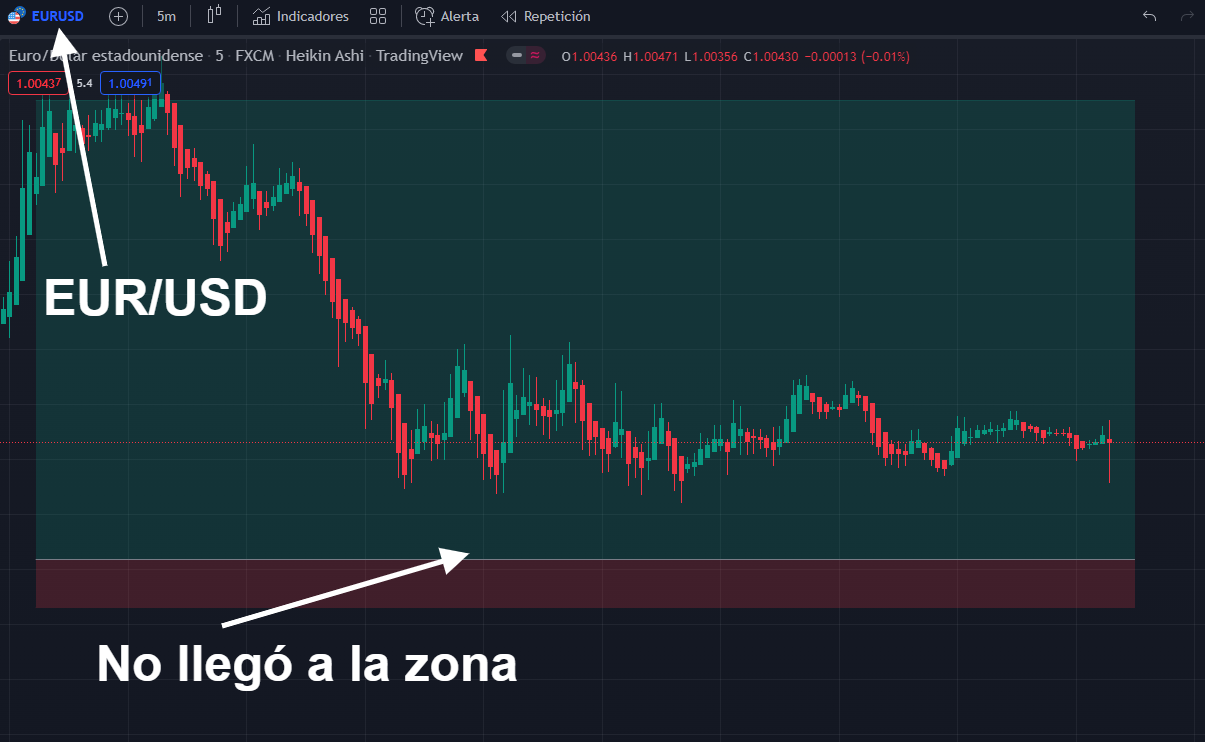 EURUSD 5m Indicadores Alerta Repetición
Euro/Dólar estadounidense · 5 · FXCM · Heikin Ashi · TradingView O1.00436 H1.00471 L1.00356 C1.00430 −0.00013 (−0.01%)
1.00437 5.4 1.00491
EUR/USD
No llegó a la zona